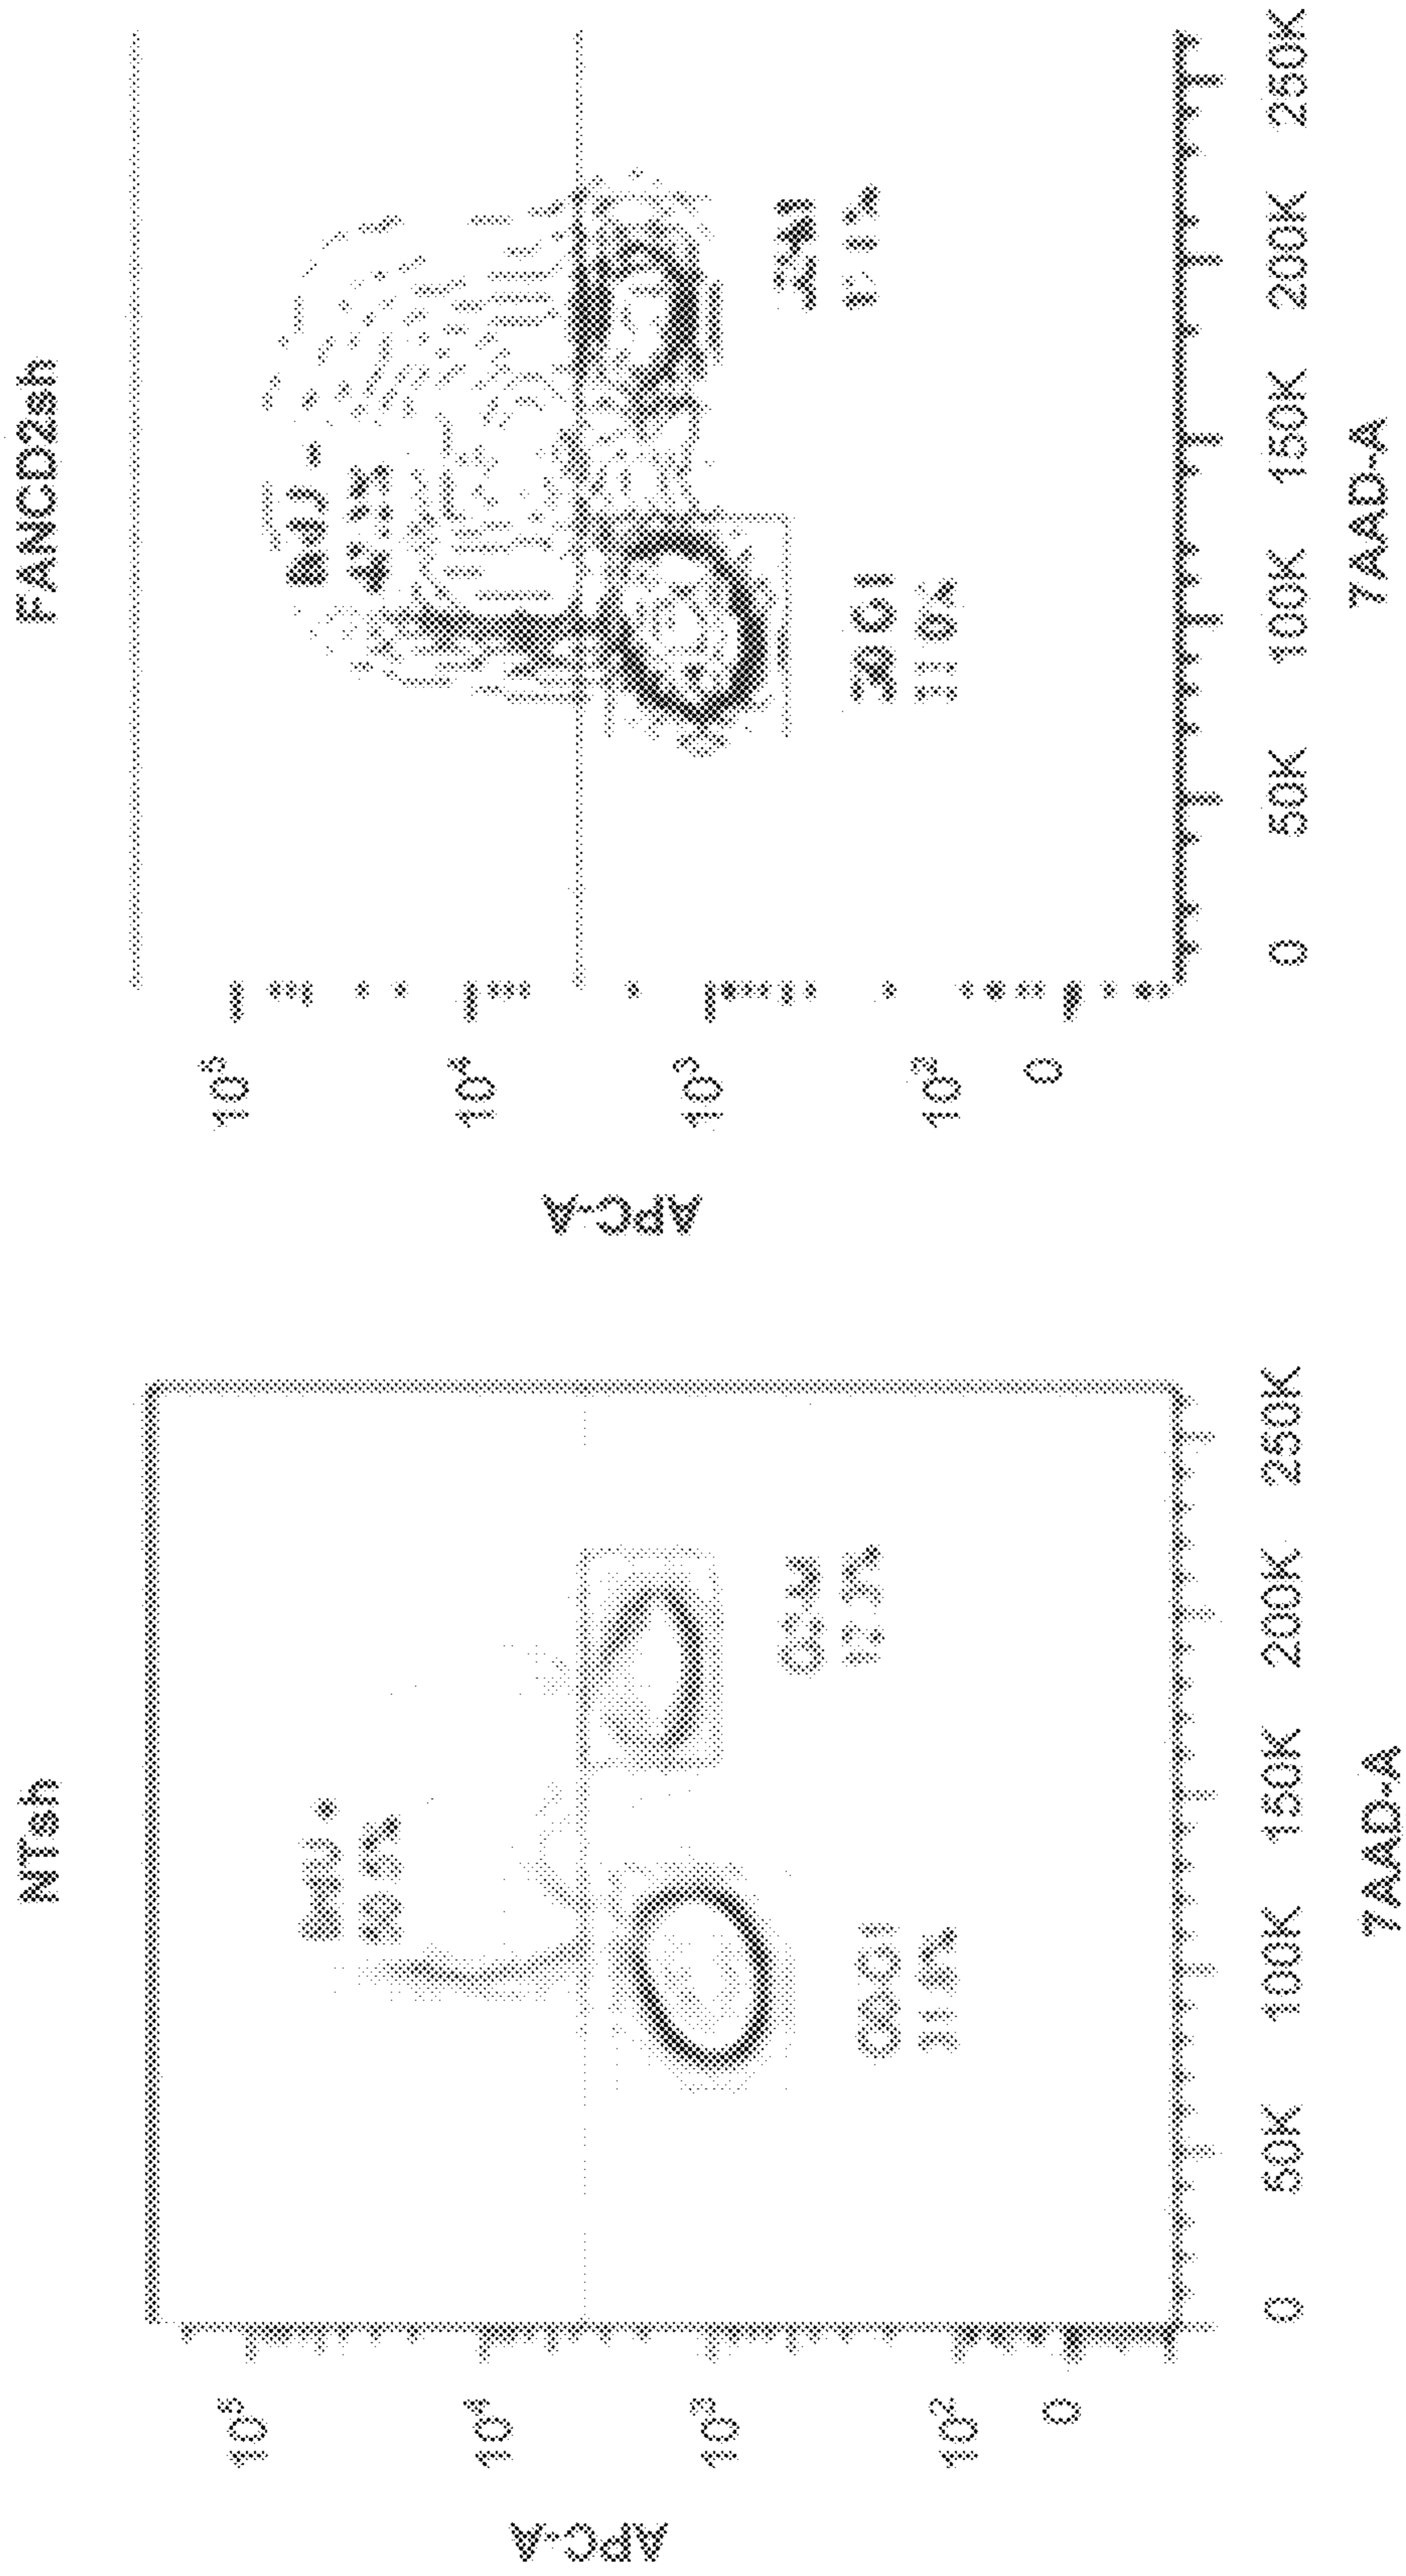 NTsh
10⁵
10⁴
10³
10²
0
APC-A
0
50K
100K
150K
200K
250K
7AAD-A
FANCD2sh
10⁵
10⁴
10³
10²
0
APC-A
0
50K
100K
150K
200K
250K
7AAD-A